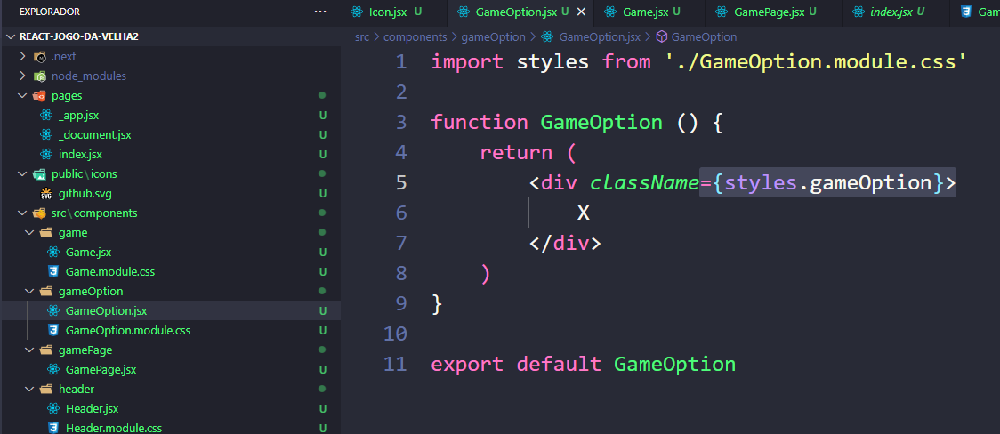 EXPLORADOR ...
REACT-JOGO-DA-VELHA2
.next
node_modules
pages
_app.jsx U
_document.jsx U
index.jsx U
public\icons
SVG github.svg U
src\components
game
Game.jsx U
Game.module.css U
gameOption
GameOption.jsx U
GameOption.module.css U
gamePage
GamePage.jsx U
header
Header.jsx U
Header.module.css U
Icon.jsx U GameOption.jsx U Game.jsx U GamePage.jsx U index.jsx U Gam
src > components > gameOption > GameOption.jsx > GameOption
1 import styles from './GameOption.module.css'
2
3 function GameOption () {
4 return (
5 <div className={styles.gameOption}>
6 X
7 </div>
8 )
9 }
10
11 export default GameOption